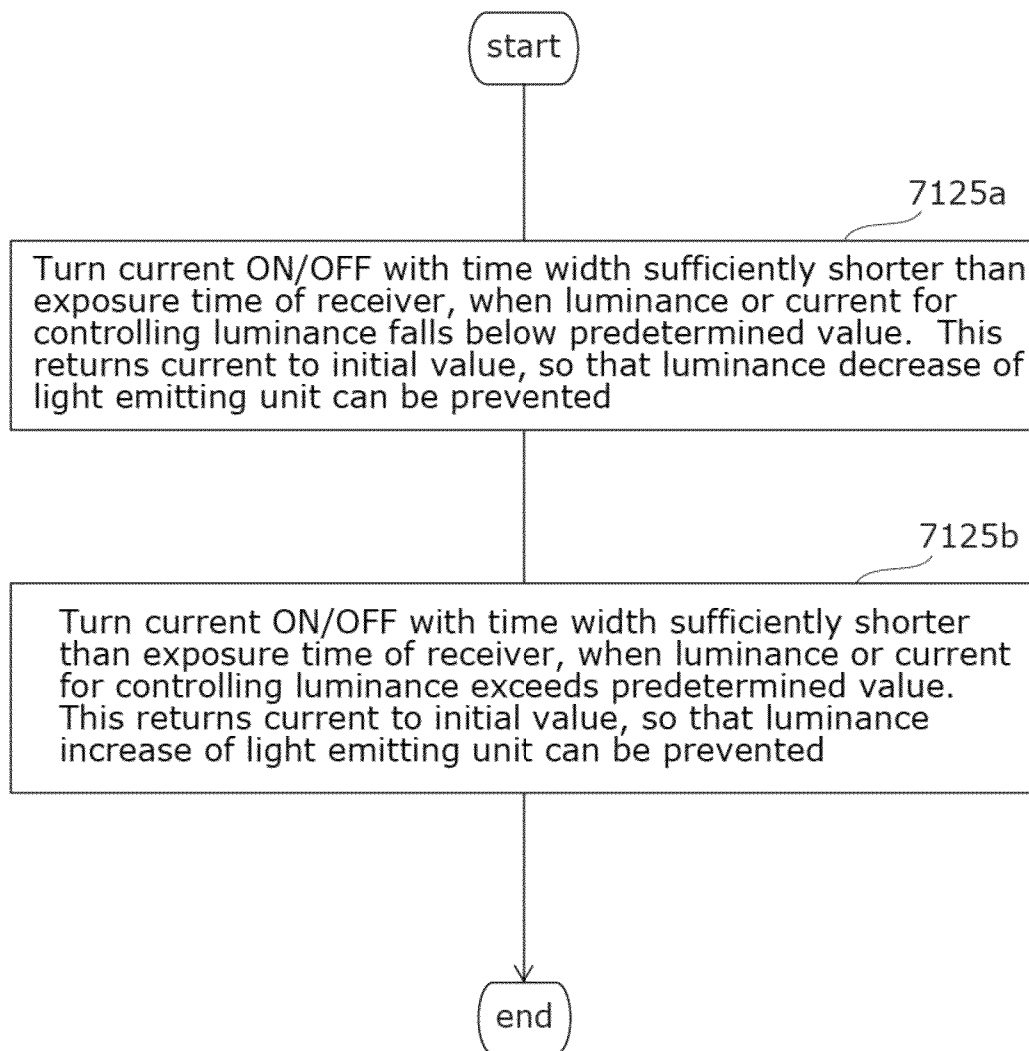 start
7125a
Turn current ON/OFF with time width sufficiently shorter than
exposure time of receiver, when luminance or current for
controlling luminance falls below predetermined value.  This
returns current to initial value, so that luminance decrease of
light emitting unit can be prevented
7125b
Turn current ON/OFF with time width sufficiently shorter
than exposure time of receiver, when luminance or current
for controlling luminance exceeds predetermined value.
This returns current to initial value, so that luminance
increase of light emitting unit can be prevented
end